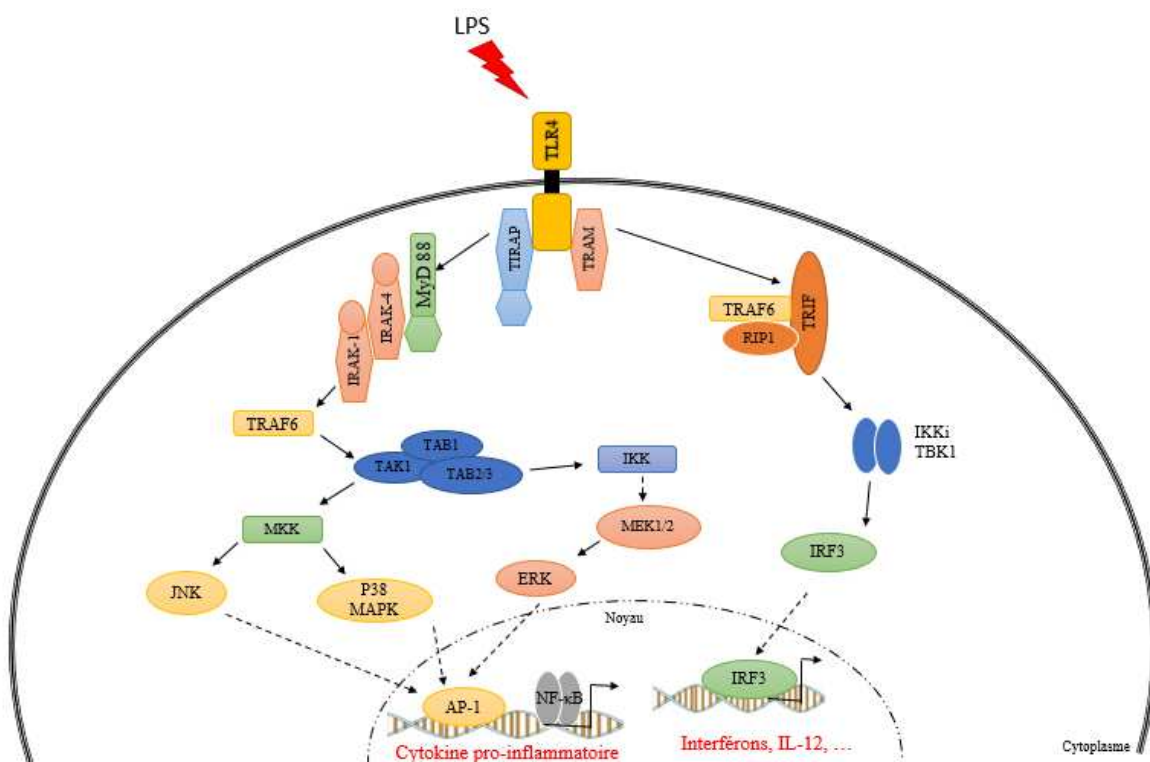 LPS
TLR4
TIRAP
TRAM
MyD 88
IRAK-4
IRAK-1
TRAF6
TRIF
RIP1
TRAF6
TAB1
TAK1
TAB2/3
IKK
IKKi
TBK1
MKK
MEK1/2
IRF3
JNK
P38
MAPK
ERK
Noyau
AP-1
NF-κB
IRF3
Cytokine pro-inflammatoire
Interférons, IL-12, …
Cytoplasme